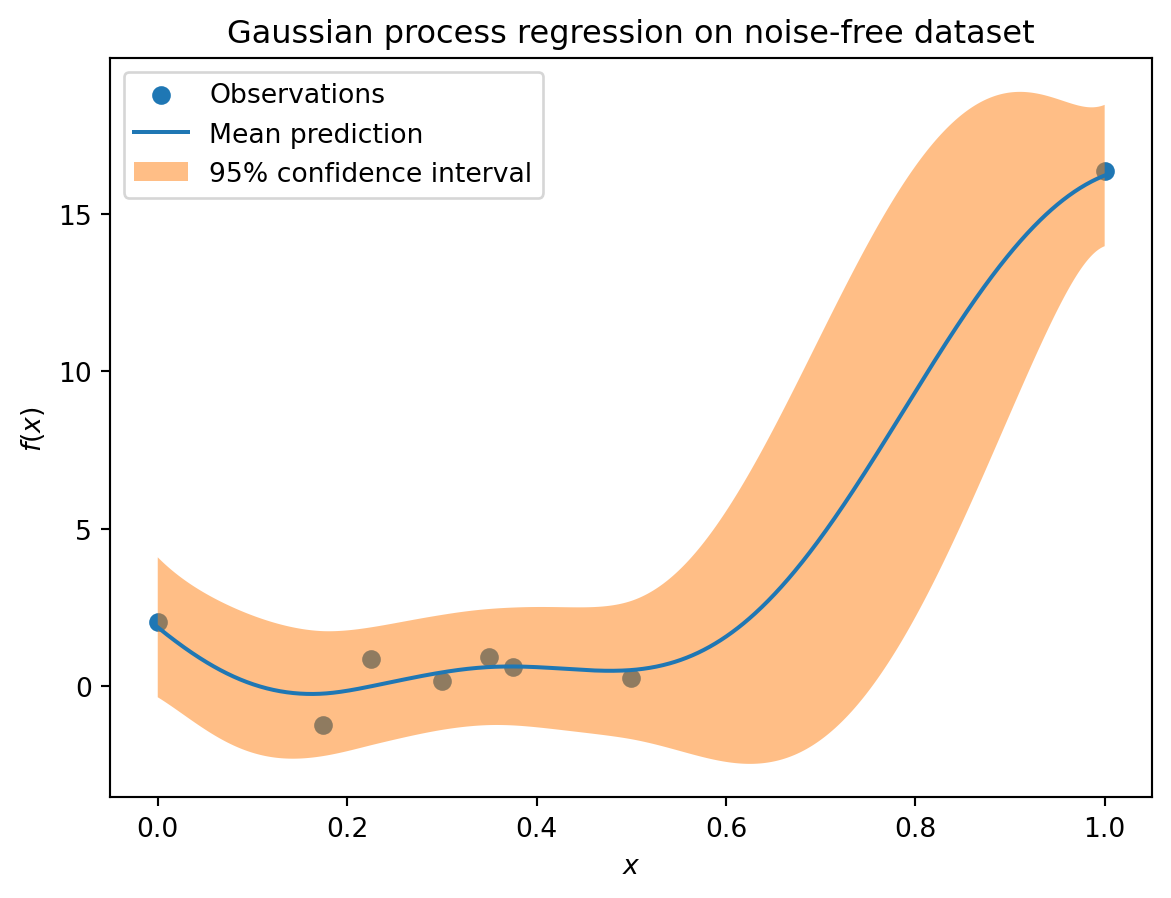 Gaussian process regression on noise-free dataset
Observations
Mean prediction
95% confidence interval
15
10
5
0
f(x)
0.0 0.2 0.4 0.6 0.8 1.0
x